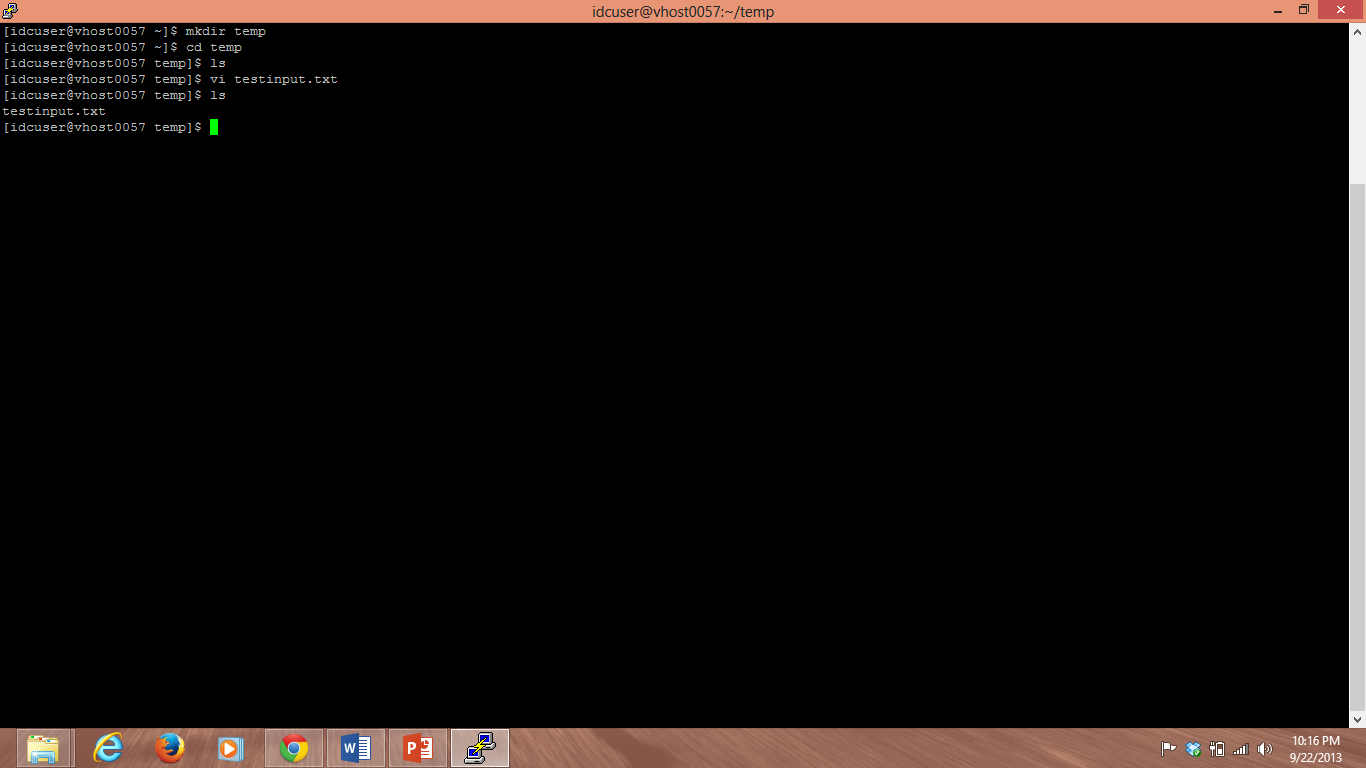 idcuser@vhost0057:~/temp
[idcuser@vhost0057 ~]$ mkdir temp
[idcuser@vhost0057 ~]$ cd temp
[idcuser@vhost0057 temp]$ ls
[idcuser@vhost0057 temp]$ vi testinput.txt
[idcuser@vhost0057 temp]$ ls
testinput.txt
[idcuser@vhost0057 temp]$
10:16 PM
9/22/2013